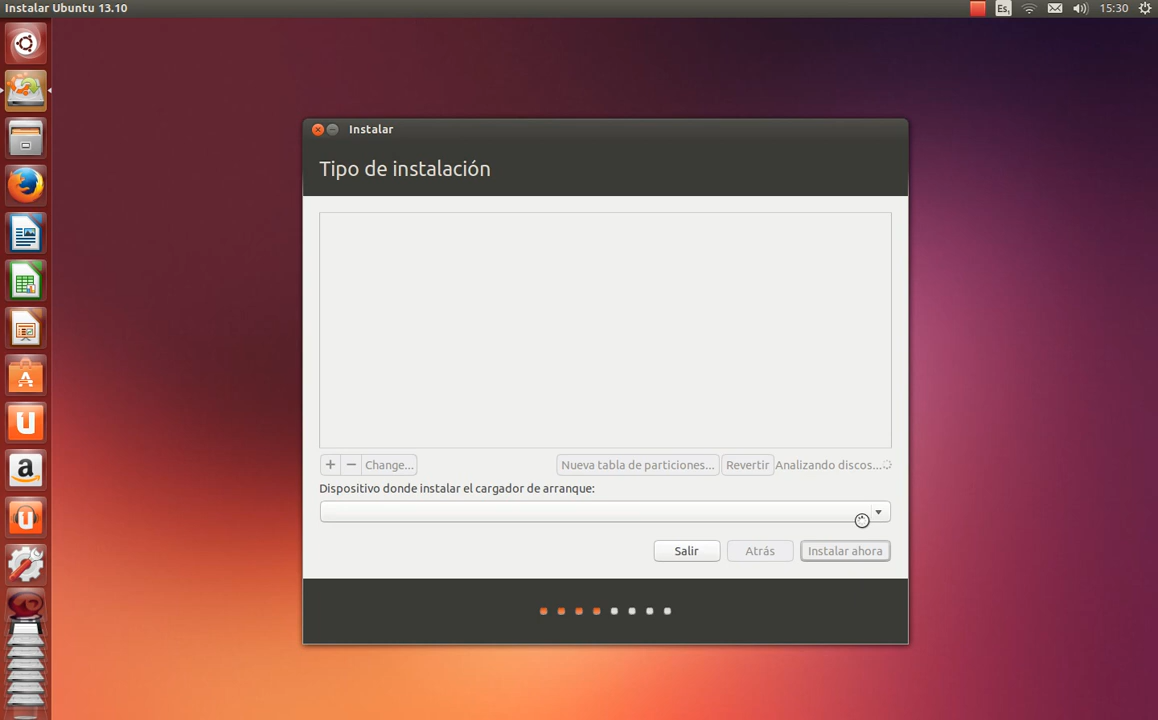 Instalar Ubuntu 13.10
Es1
15:30
Instalar
Tipo de instalación
+ − Change... Nueva tabla de particiones... Revertir Analizando discos...
Dispositivo donde instalar el cargador de arranque:
Salir Atrás Instalar ahora